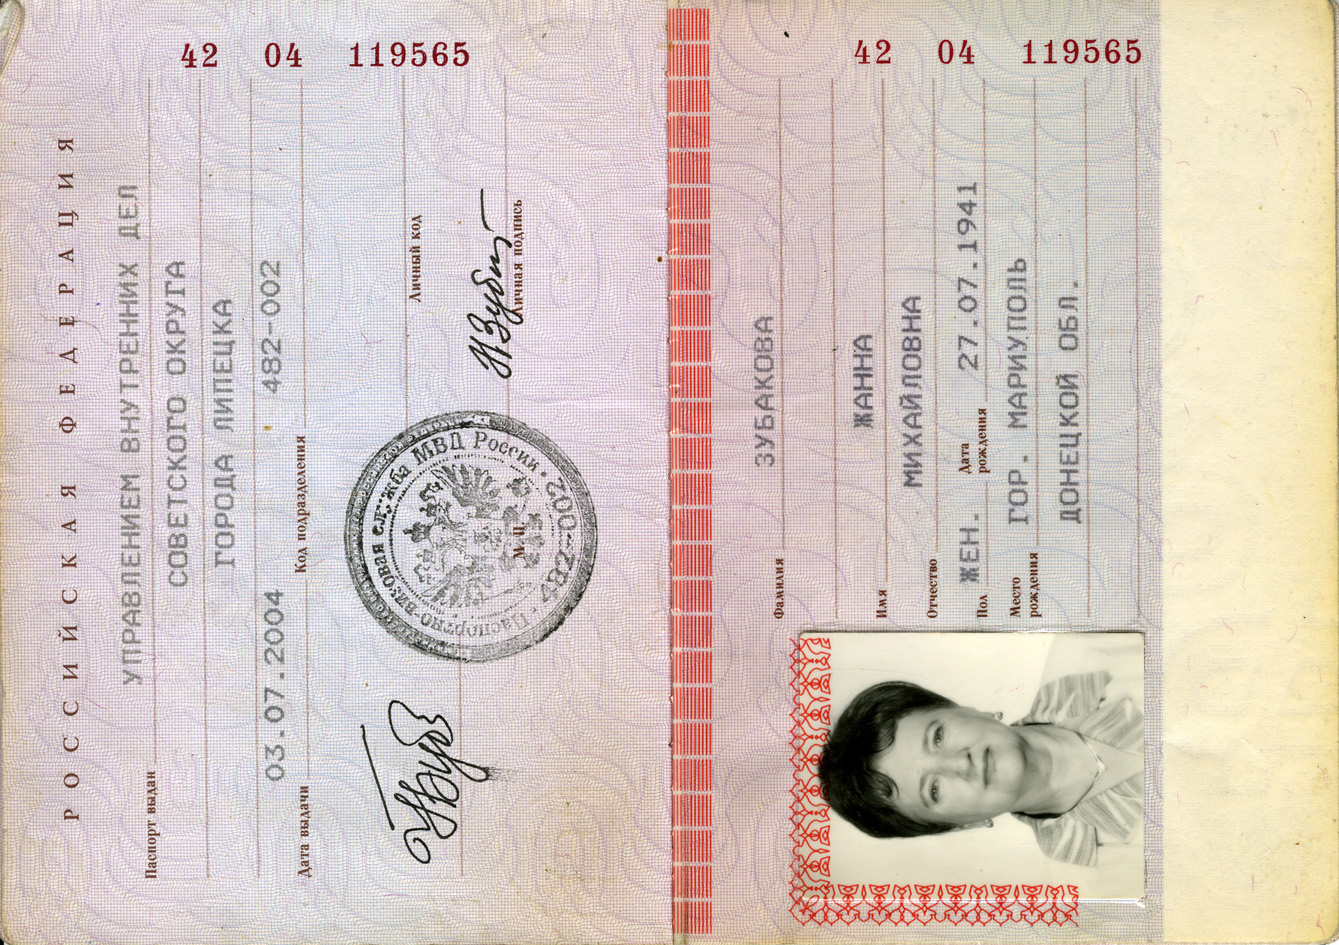 РОССИЙСКАЯ ФЕДЕРАЦИЯ
Паспорт выдан УПРАВЛЕНИЕМ ВНУТРЕННИХ ДЕЛ
СОВЕТСКОГО ОКРУГА
ГОРОДА ЛИПЕЦКА
Дата выдачи 03.07.2004 Код подразделения 482-002
42 04 119565
Личный код
Паспортно-визовая служба МВД России
М. П.
482-002
Личная подпись
Фамилия ЗУБАКОВА
Имя ЖАННА
Отчество МИХАЙЛОВНА
Пол ЖЕН. Дата рождения 27.07.1941
Место рождения ГОР. МАРИУПОЛЬ
ДОНЕЦКОЙ ОБЛ.
42 04 119565